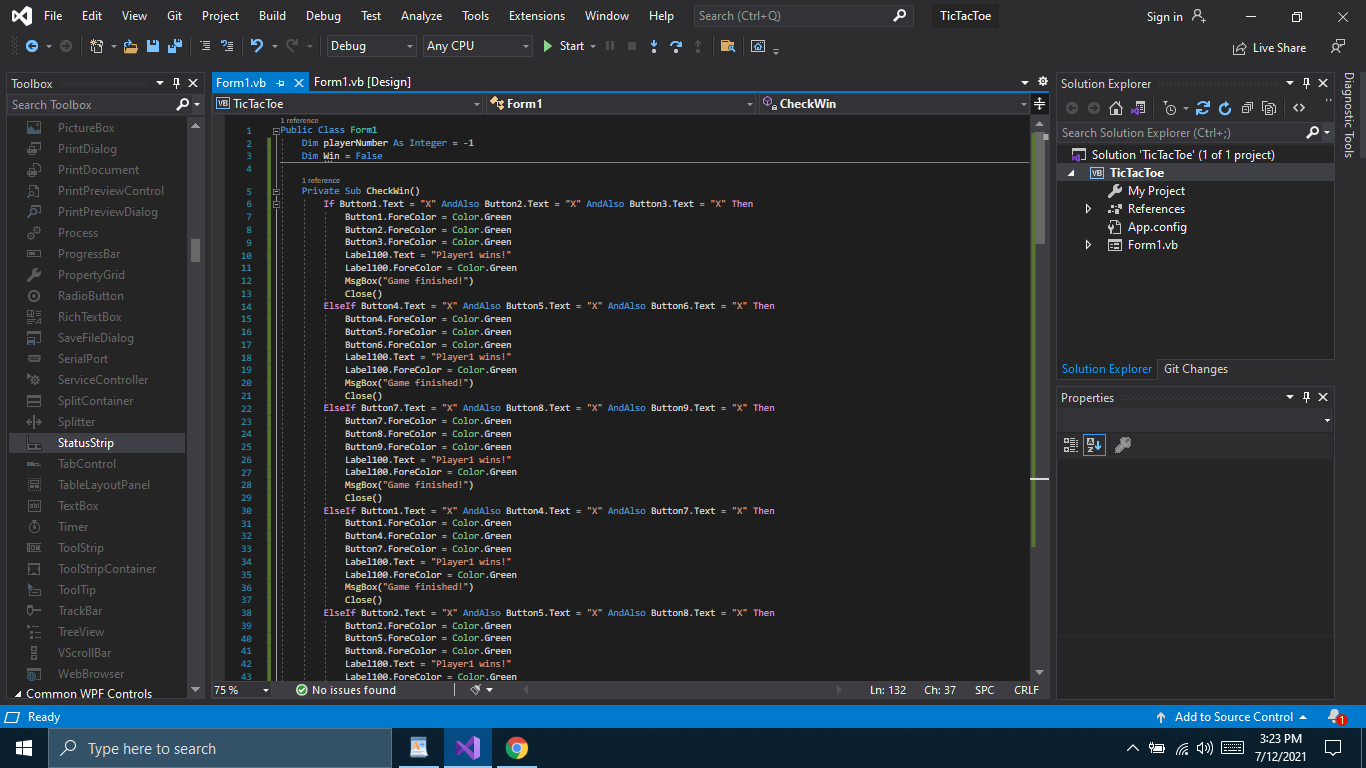 File Edit View Git Project Build Debug Test Analyze Tools Extensions Window Help Search (Ctrl+Q) TicTacToe Sign in
Debug Any CPU Start Live Share
Toolbox
Search Toolbox
PictureBox
PrintDialog
PrintDocument
PrintPreviewControl
PrintPreviewDialog
Process
ProgressBar
PropertyGrid
RadioButton
RichTextBox
SaveFileDialog
SerialPort
ServiceController
SplitContainer
Splitter
StatusStrip
TabControl
TableLayoutPanel
TextBox
Timer
ToolStrip
ToolStripContainer
ToolTip
TrackBar
TreeView
VScrollBar
WebBrowser
Common WPF Controls
Form1.vb Form1.vb [Design]
VB TicTacToe Form1 CheckWin
1 reference
1 Public Class Form1
2 Dim playerNumber As Integer = -1
3 Dim Win = False
4
1 reference
5 Private Sub CheckWin()
6 If Button1.Text = "X" AndAlso Button2.Text = "X" AndAlso Button3.Text = "X" Then
7 Button1.ForeColor = Color.Green
8 Button2.ForeColor = Color.Green
9 Button3.ForeColor = Color.Green
10 Label100.Text = "Player1 wins!"
11 Label100.ForeColor = Color.Green
12 MsgBox("Game finished!")
13 Close()
14 ElseIf Button4.Text = "X" AndAlso Button5.Text = "X" AndAlso Button6.Text = "X" Then
15 Button4.ForeColor = Color.Green
16 Button5.ForeColor = Color.Green
17 Button6.ForeColor = Color.Green
18 Label100.Text = "Player1 wins!"
19 Label100.ForeColor = Color.Green
20 MsgBox("Game finished!")
21 Close()
22 ElseIf Button7.Text = "X" AndAlso Button8.Text = "X" AndAlso Button9.Text = "X" Then
23 Button7.ForeColor = Color.Green
24 Button8.ForeColor = Color.Green
25 Button9.ForeColor = Color.Green
26 Label100.Text = "Player1 wins!"
27 Label100.ForeColor = Color.Green
28 MsgBox("Game finished!")
29 Close()
30 ElseIf Button1.Text = "X" AndAlso Button4.Text = "X" AndAlso Button7.Text = "X" Then
31 Button1.ForeColor = Color.Green
32 Button4.ForeColor = Color.Green
33 Button7.ForeColor = Color.Green
34 Label100.Text = "Player1 wins!"
35 Label100.ForeColor = Color.Green
36 MsgBox("Game finished!")
37 Close()
38 ElseIf Button2.Text = "X" AndAlso Button5.Text = "X" AndAlso Button8.Text = "X" Then
39 Button2.ForeColor = Color.Green
40 Button5.ForeColor = Color.Green
41 Button8.ForeColor = Color.Green
42 Label100.Text = "Player1 wins!"
43 Label100.ForeColor = Color.Green
75 % No issues found Ln: 132 Ch: 37 SPC CRLF
Solution Explorer
Search Solution Explorer (Ctrl+;)
Solution 'TicTacToe' (1 of 1 project)
VB TicTacToe
My Project
References
App.config
Form1.vb
Solution Explorer Git Changes
Properties
Diagnostic Tools
Ready Add to Source Control 1
Type here to search
3:23 PM
7/12/2021